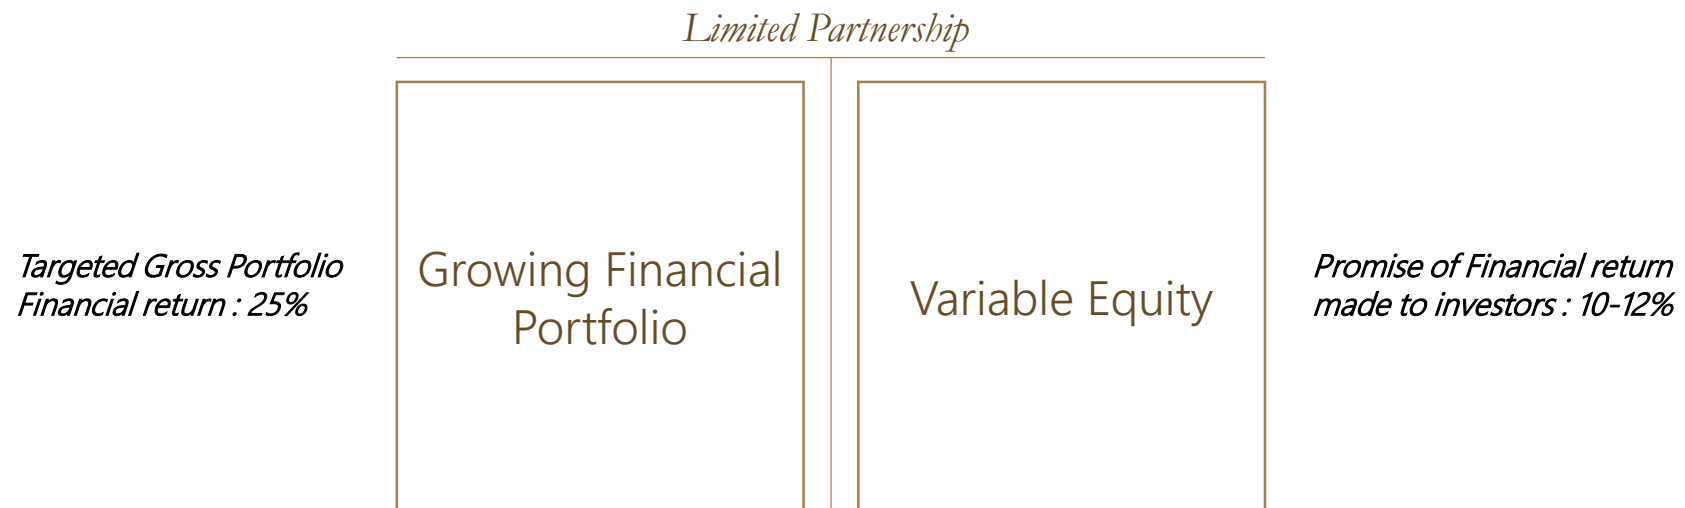 Limited Partnership
Targeted Gross Portfolio
Financial return : 25%
Growing Financial
Portfolio
Variable Equity
Promise of Financial return
made to investors : 10-12%